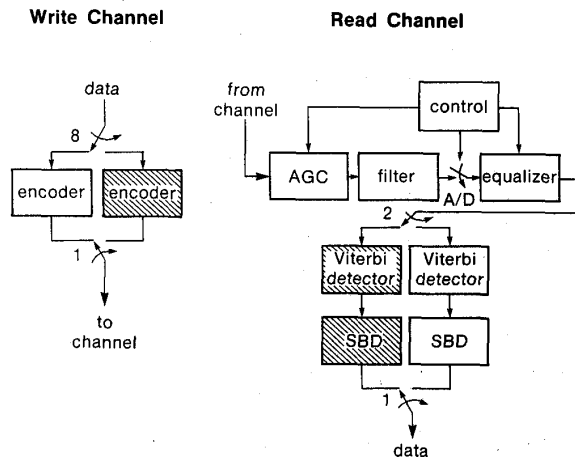 Write Channel
data
8
encoder
encoder
1
to
channel
Read Channel
from
channel
control
AGC
filter
A/D
equalizer
2
Viterbi
detector
Viterbi
detector
SBD
SBD
1
data